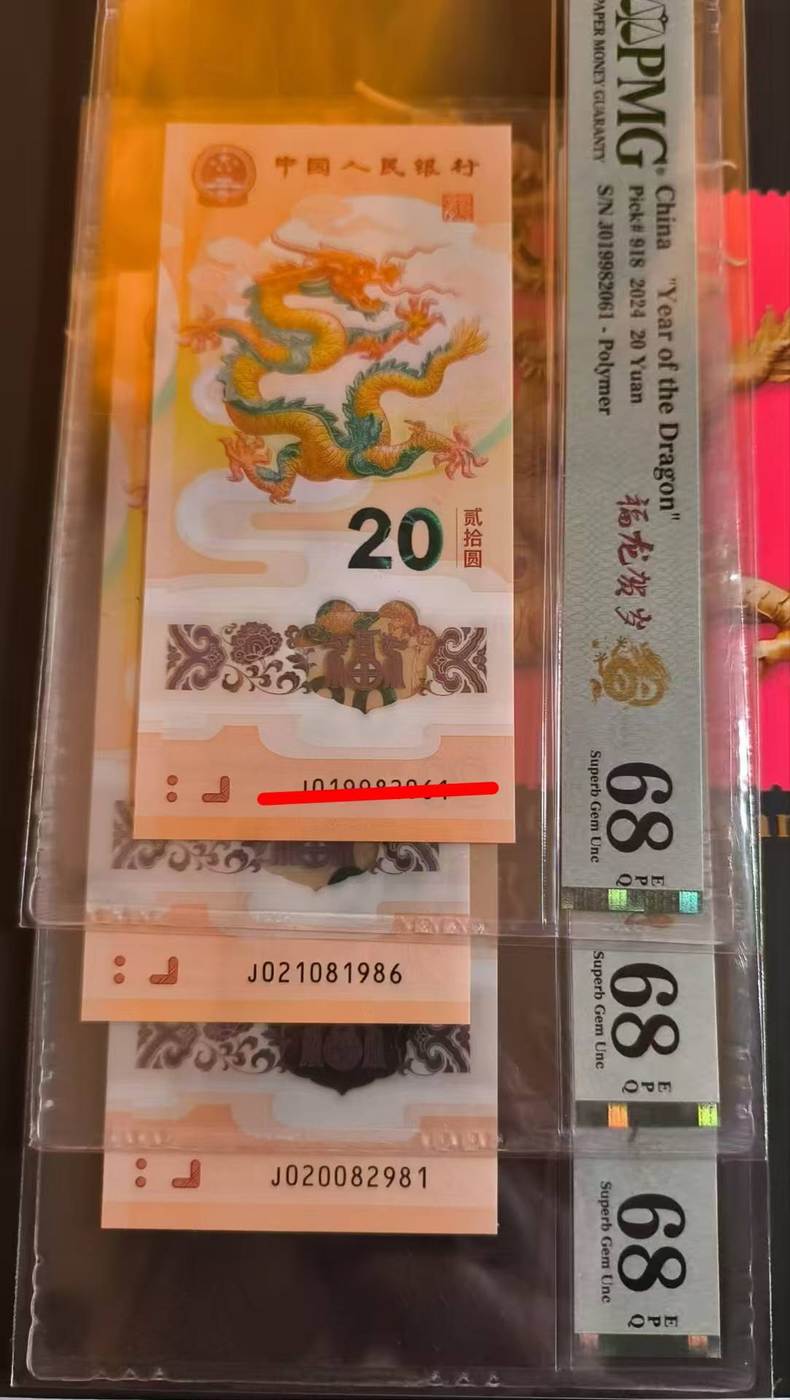 中国人民银行
20
贰拾圆
J019982061
J021081986
J020082981
PMG
PAPER MONEY GUARANTY
China "Year of the Dragon"
Pick# 918 2024 20 Yuan
S/N J019982061 - Polymer
福龙贺岁
68 EPQ
Superb Gem Unc
68 EPQ
Superb Gem Unc
68 EPQ
Superb Gem Unc